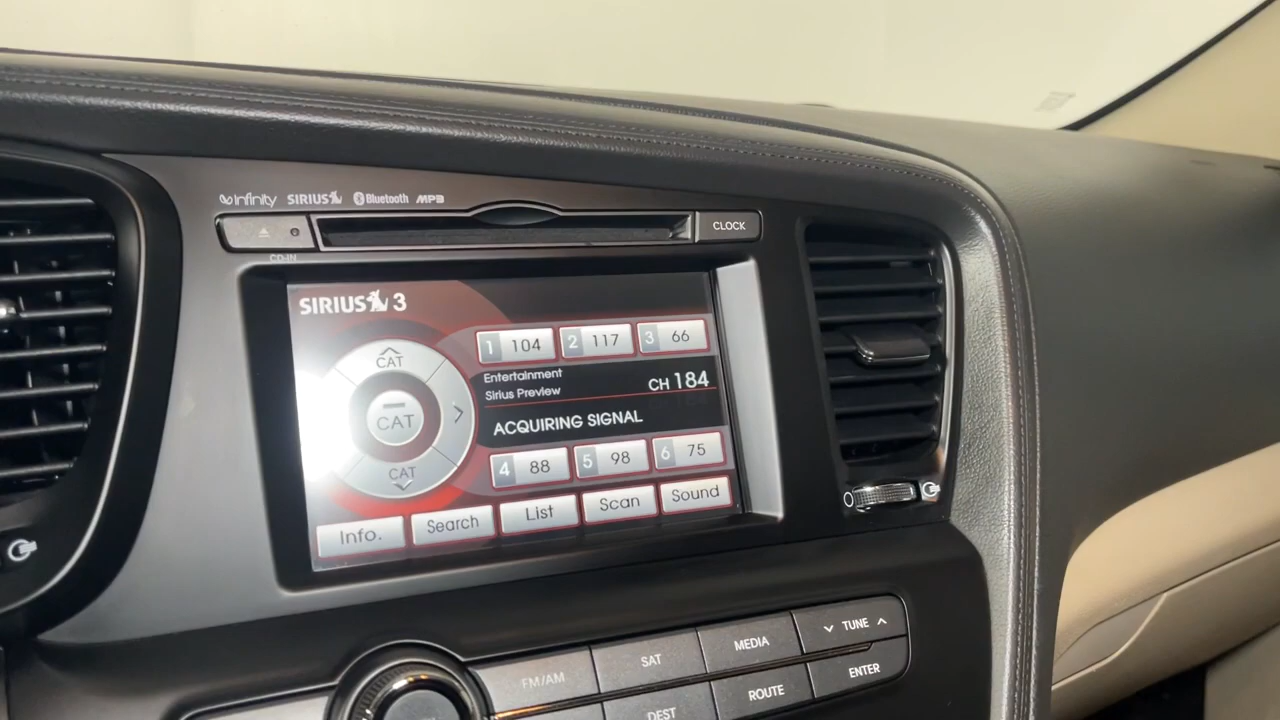 infinity SIRIUS Bluetooth MP3
CLOCK
CD-IN
SIRIUS 3
1 104 2 117 3 66
CAT
CAT
CAT
Entertainment
Sirius Preview
CH 184
ACQUIRING SIGNAL
4 88 5 98 6 75
Info. Search List Scan Sound
FM/AM SAT MEDIA TUNE
DEST ROUTE ENTER